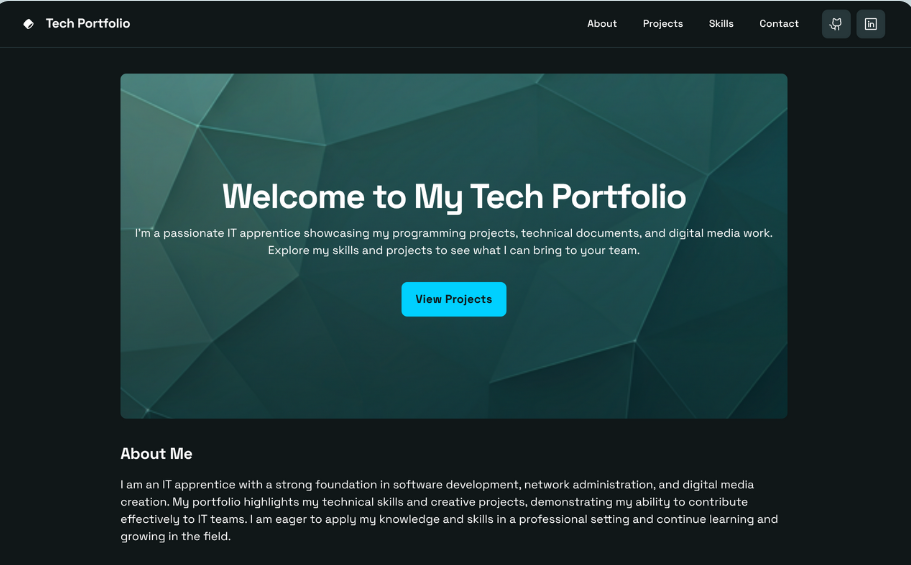 Tech Portfolio
About
Projects
Skills
Contact
in
Welcome to My Tech Portfolio
I'm a passionate IT apprentice showcasing my programming projects, technical documents, and digital media work.
Explore my skills and projects to see what I can bring to your team.
View Projects
About Me
I am an IT apprentice with a strong foundation in software development, network administration, and digital media
creation. My portfolio highlights my technical skills and creative projects, demonstrating my ability to contribute
effectively to IT teams. I am eager to apply my knowledge and skills in a professional setting and continue learning and
growing in the field.